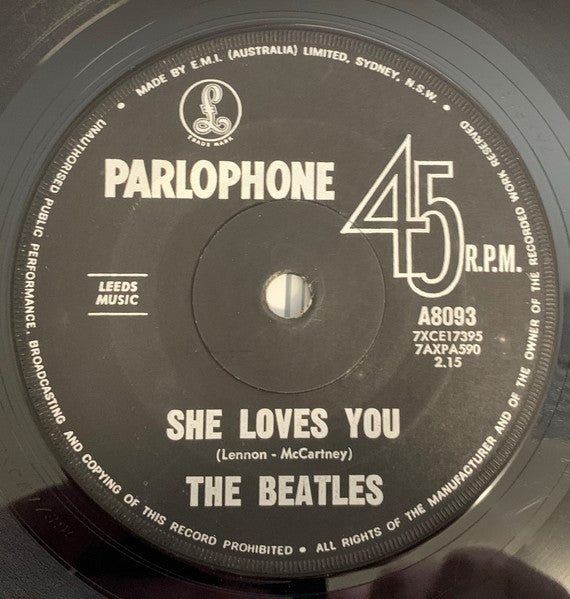 • MADE BY E.M.I. (AUSTRALIA) LIMITED, SYDNEY, N.S.W. •
£
TRADE MARK
PARLOPHONE
45
R.P.M.
LEEDS
MUSIC
A8093
7XCE17395
7AXPA590
2.15
SHE LOVES YOU
(Lennon - McCartney)
THE BEATLES
UNAUTHORISED PUBLIC PERFORMANCE, BROADCASTING AND COPYING OF THIS RECORD PROHIBITED • ALL RIGHTS OF THE MANUFACTURER AND OF THE OWNER OF THE RECORDED WORK RESERVED